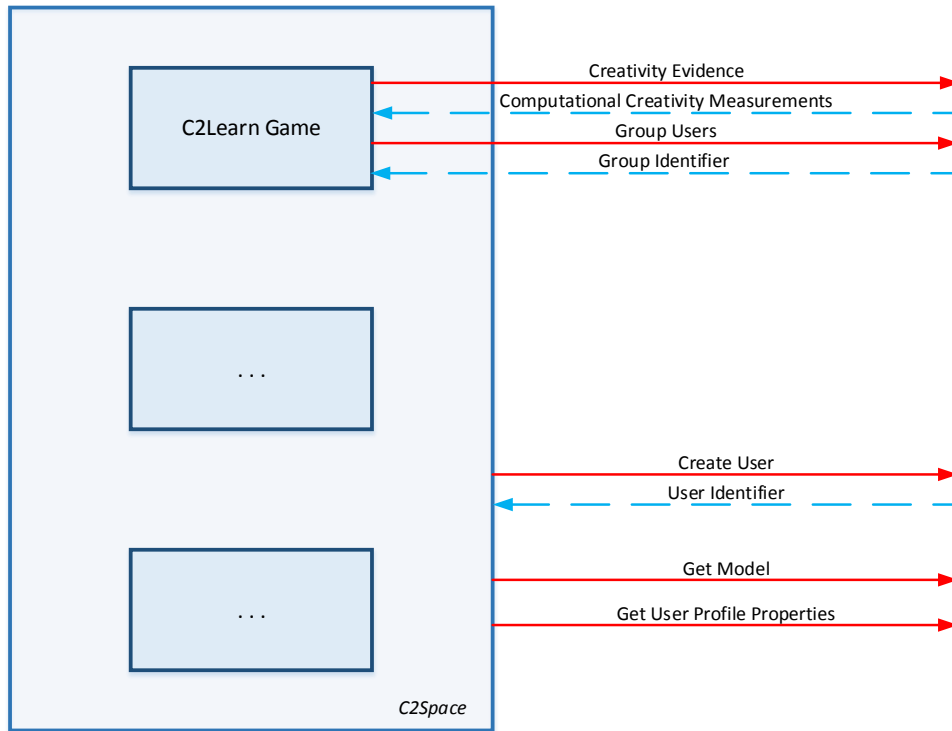 Creativity Evidence
Computational Creativity Measurements
C2Learn Game
Group Users
Group Identifier
. . .
Create User
User Identifier
Get Model
. . .
Get User Profile Properties
C2Space